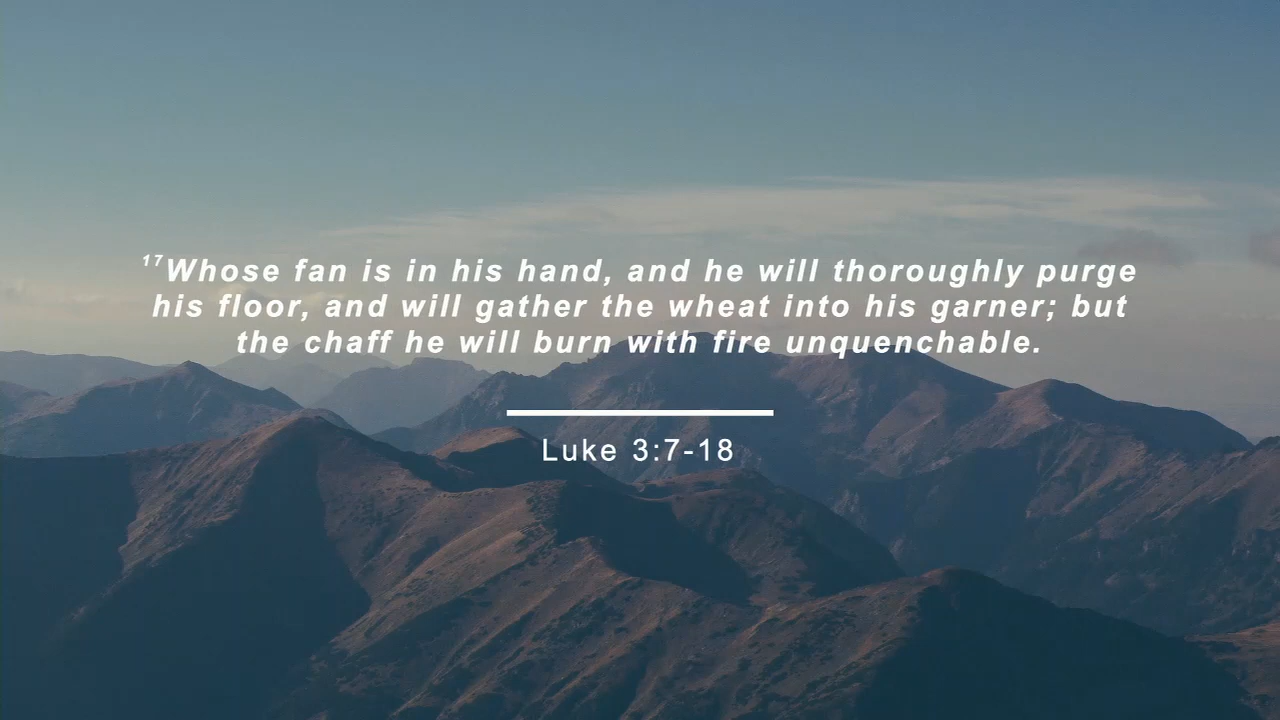 17Whose fan is in his hand, and he will thoroughly purge
his floor, and will gather the wheat into his garner; but
the chaff he will burn with fire unquenchable.
Luke 3:7-18